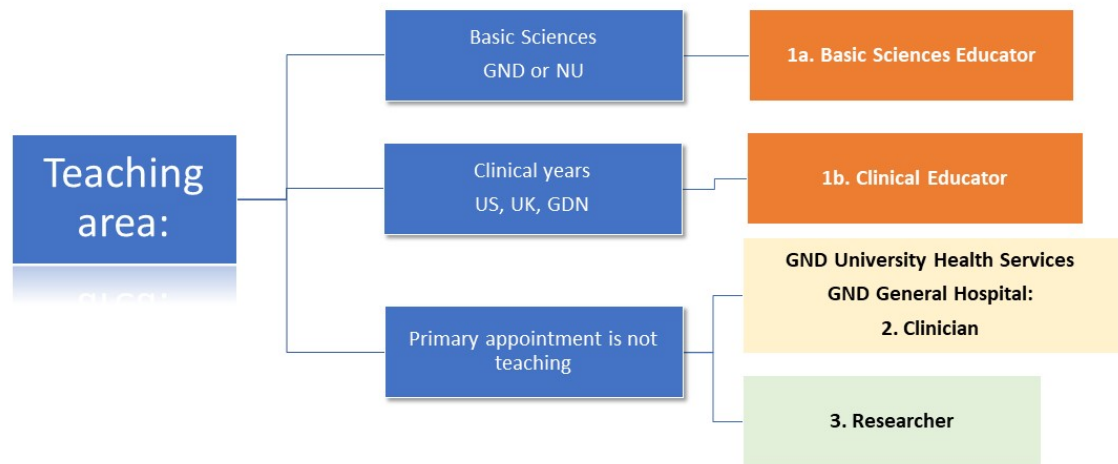 Teaching
area:
Basic Sciences
GND or NU
1a. Basic Sciences Educator
Clinical years
US, UK, GDN
1b. Clinical Educator
Primary appointment is not
teaching
GND University Health Services
GND General Hospital:
2. Clinician
3. Researcher